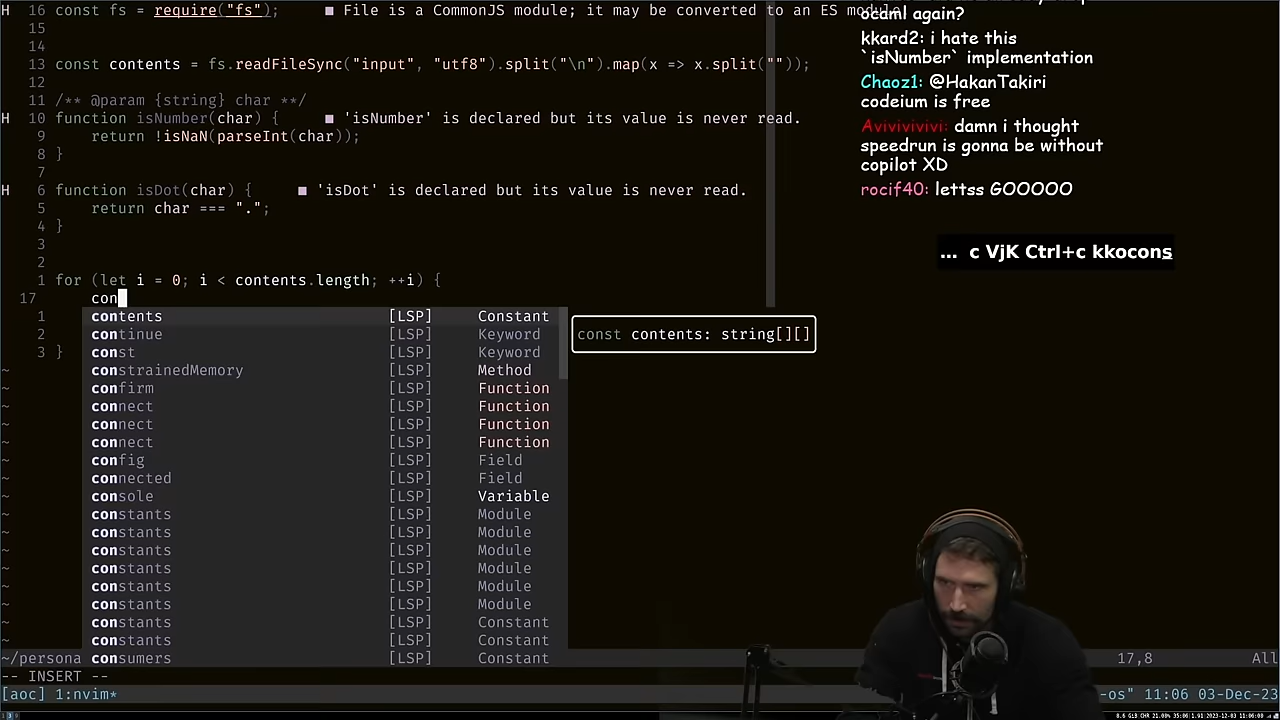 H 16 const fs = require("fs"); ■ File is a CommonJS module; it may be converted to an ES mod
15
14
13 const contents = fs.readFileSync("input", "utf8").split("\n").map(x => x.split(""));
12
11 /** @param {string} char **/
H 10 function isNumber(char) { ■ 'isNumber' is declared but its value is never read.
9 return !isNaN(parseInt(char));
8 }
7
H 6 function isDot(char) { ■ 'isDot' is declared but its value is never read.
5 return char === ".";
4 }
3
2
1 for (let i = 0; i < contents.length; ++i) {
17 con
1 contents [LSP] Constant
2 continue [LSP] Keyword
3 } const [LSP] Keyword
~ constrainedMemory [LSP] Method
~ confirm [LSP] Function
~ connect [LSP] Function
~ connect [LSP] Function
~ connect [LSP] Function
~ config [LSP] Field
~ connected [LSP] Field
~ console [LSP] Variable
~ constants [LSP] Module
~ constants [LSP] Module
~ constants [LSP] Module
~ constants [LSP] Module
~ constants [LSP] Module
~ constants [LSP] Module
~ constants [LSP] Constant
~ constants [LSP] Constant
~/persona consumers [LSP] Constant
const contents: string[][]
17,8 All
-- INSERT --
[aoc] 1:nvim*
-os" 11:06 03-Dec-23
ocaml again?
kkard2: i hate this
`isNumber` implementation
Chaoz1: @HakanTakiri
codeium is free
Avivivivivi: damn i thought
speedrun is gonna be without
copilot XD
rocif40: lettss GOOOOO
... c VjK Ctrl+c kkocons